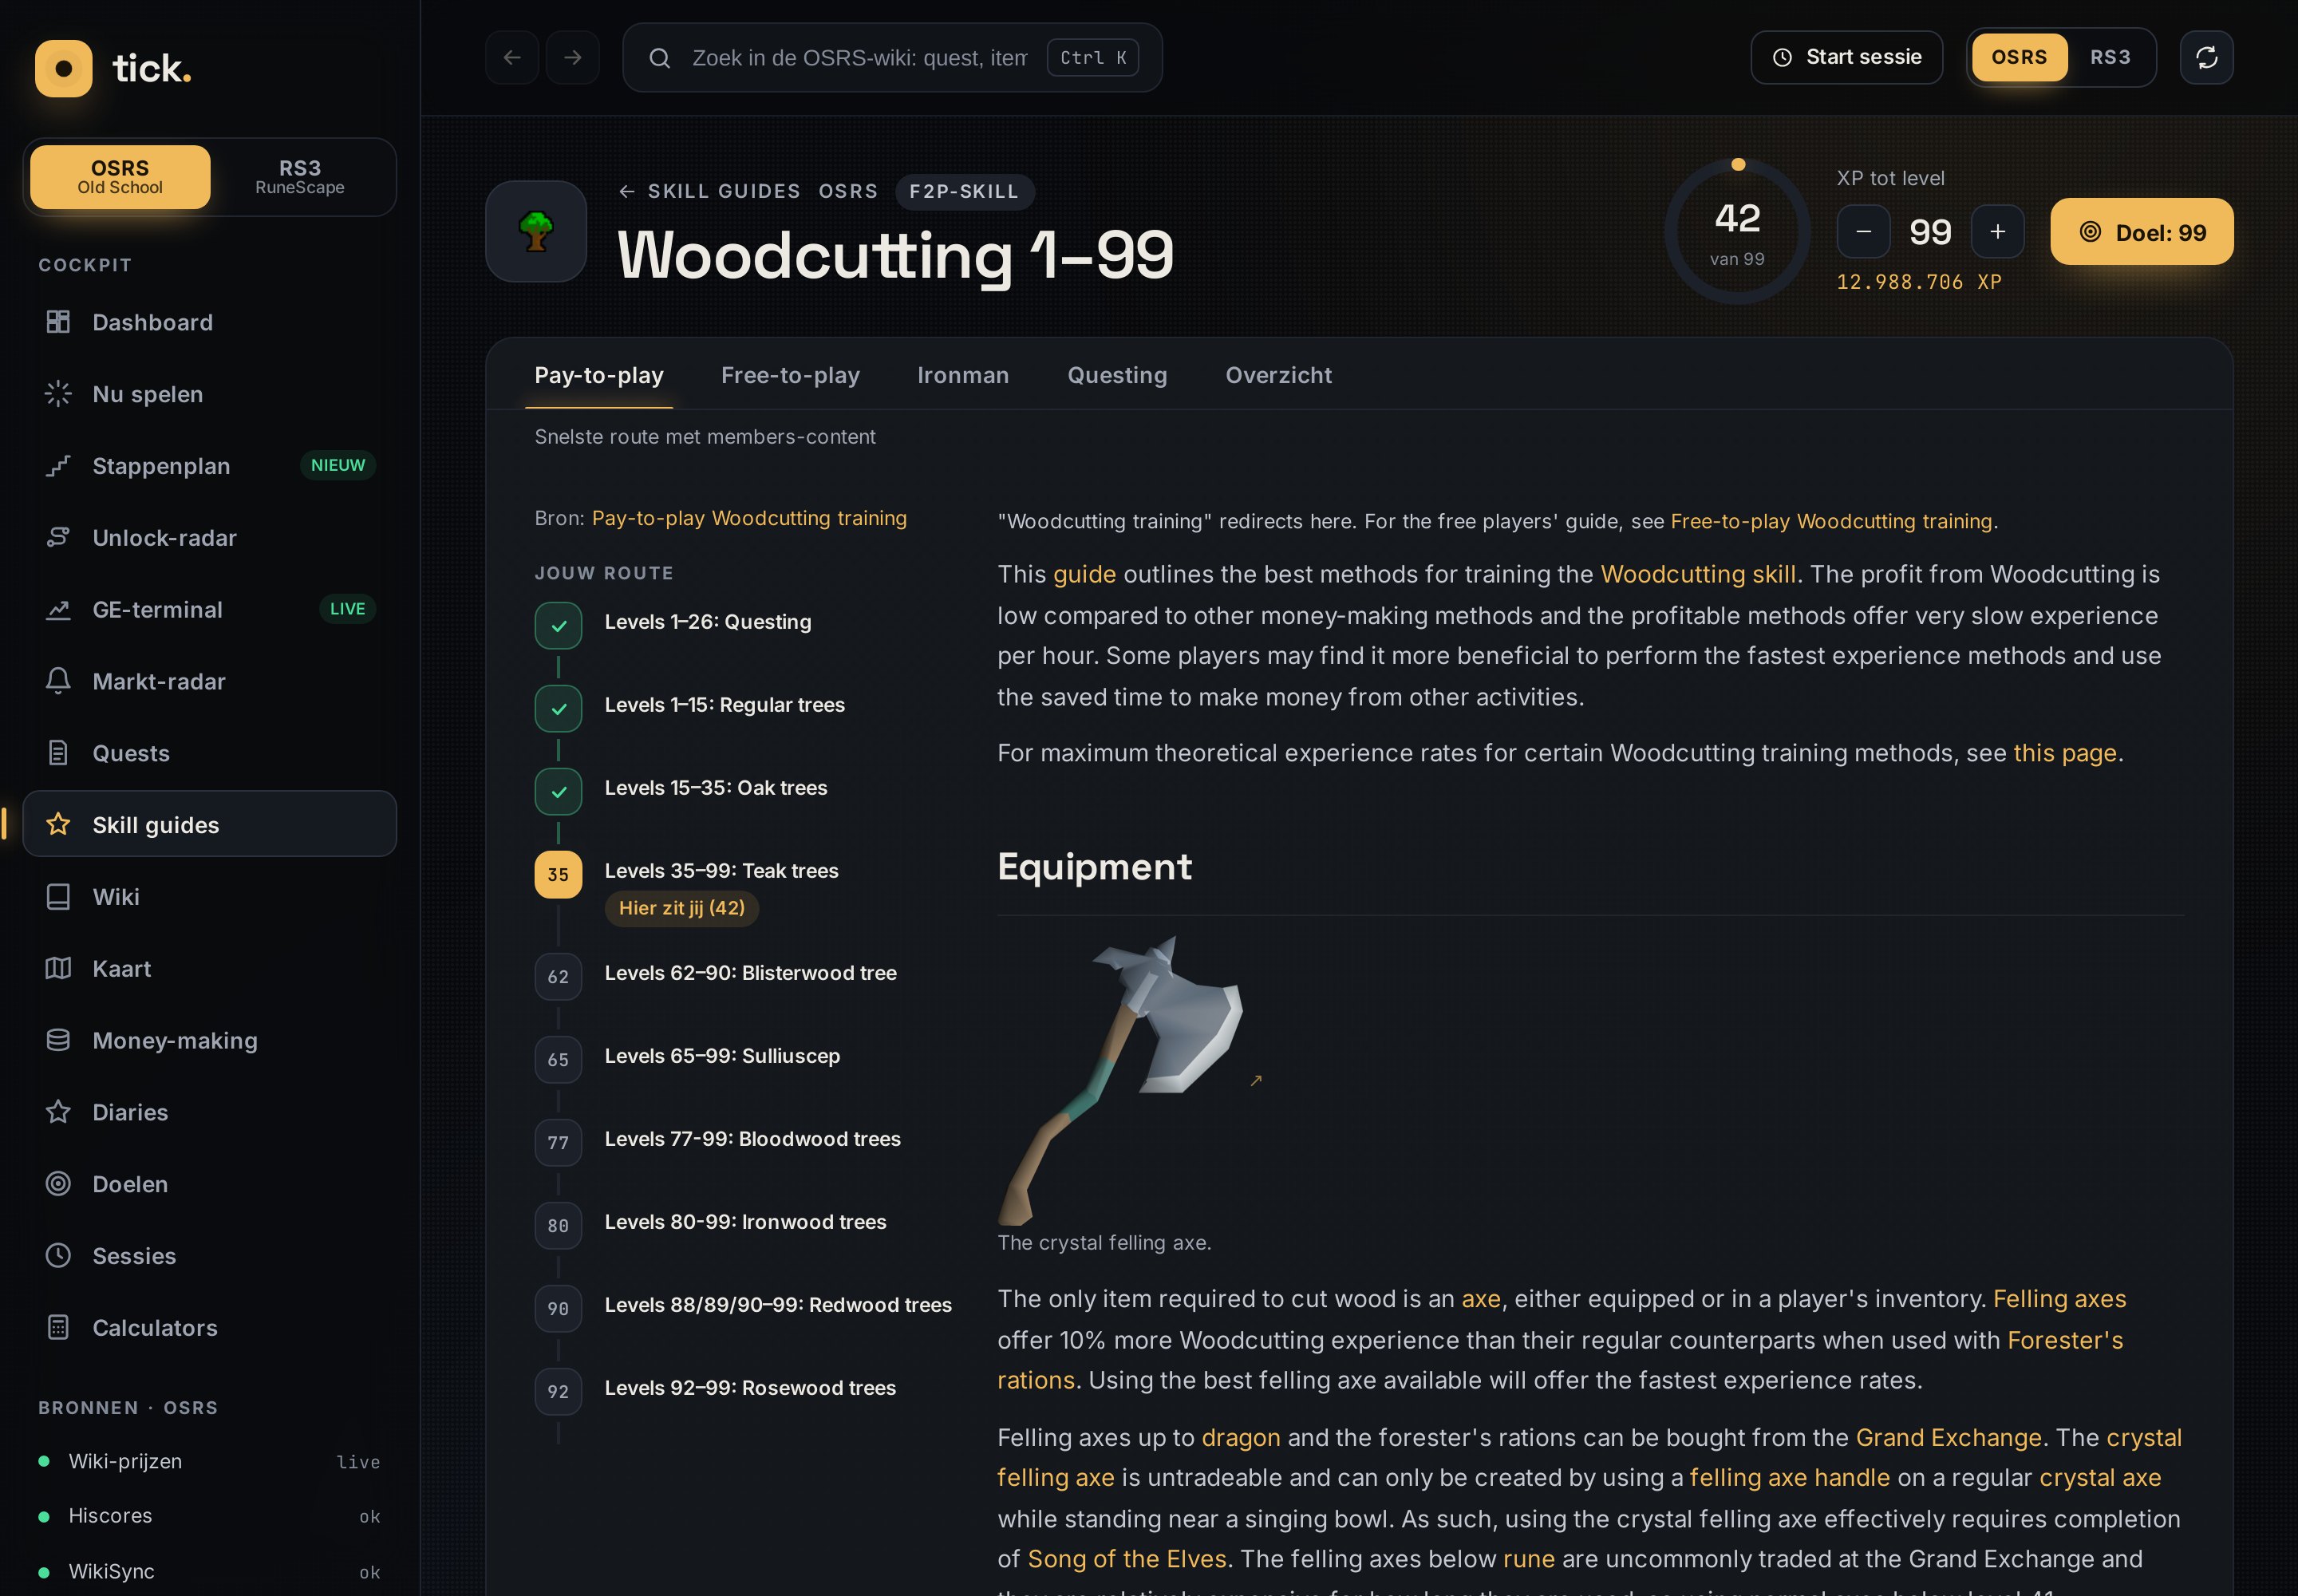 tick.
OSRS
Old School
RS3
RuneScape
COCKPIT
Dashboard
Nu spelen
Stappenplan NIEUW
Unlock-radar
GE-terminal LIVE
Markt-radar
Quests
Skill guides
Wiki
Kaart
Money-making
Diaries
Doelen
Sessies
Calculators
BRONNEN · OSRS
Wiki-prijzen live
Hiscores ok
WikiSync ok
Zoek in de OSRS-wiki: quest, item Ctrl K
Start sessie
OSRS RS3
← SKILL GUIDES OSRS F2P-SKILL
Woodcutting 1–99
42
van 99
XP tot level
− 99 +
12.988.706 XP
Doel: 99
Pay-to-play Free-to-play Ironman Questing Overzicht
Snelste route met members-content
Bron: Pay-to-play Woodcutting training
JOUW ROUTE
Levels 1–26: Questing
Levels 1–15: Regular trees
Levels 15–35: Oak trees
35 Levels 35–99: Teak trees
Hier zit jij (42)
62 Levels 62–90: Blisterwood tree
65 Levels 65–99: Sulliuscep
77 Levels 77-99: Bloodwood trees
80 Levels 80-99: Ironwood trees
90 Levels 88/89/90–99: Redwood trees
92 Levels 92–99: Rosewood trees
"Woodcutting training" redirects here. For the free players' guide, see Free-to-play Woodcutting training.
This guide outlines the best methods for training the Woodcutting skill. The profit from Woodcutting is
low compared to other money-making methods and the profitable methods offer very slow experience
per hour. Some players may find it more beneficial to perform the fastest experience methods and use
the saved time to make money from other activities.
For maximum theoretical experience rates for certain Woodcutting training methods, see this page.
Equipment
↗
The crystal felling axe.
The only item required to cut wood is an axe, either equipped or in a player's inventory. Felling axes
offer 10% more Woodcutting experience than their regular counterparts when used with Forester's
rations. Using the best felling axe available will offer the fastest experience rates.
Felling axes up to dragon and the forester's rations can be bought from the Grand Exchange. The crystal
felling axe is untradeable and can only be created by using a felling axe handle on a regular crystal axe
while standing near a singing bowl. As such, using the crystal felling axe effectively requires completion
of Song of the Elves. The felling axes below rune are uncommonly traded at the Grand Exchange and